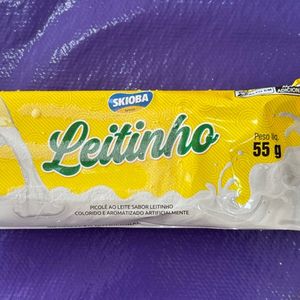 SKIOBA
Leitinho
Peso líq.
55 g
PICOLÉ AO LEITE SABOR LEITINHO
COLORIDO E AROMATIZADO ARTIFICIALMENTE